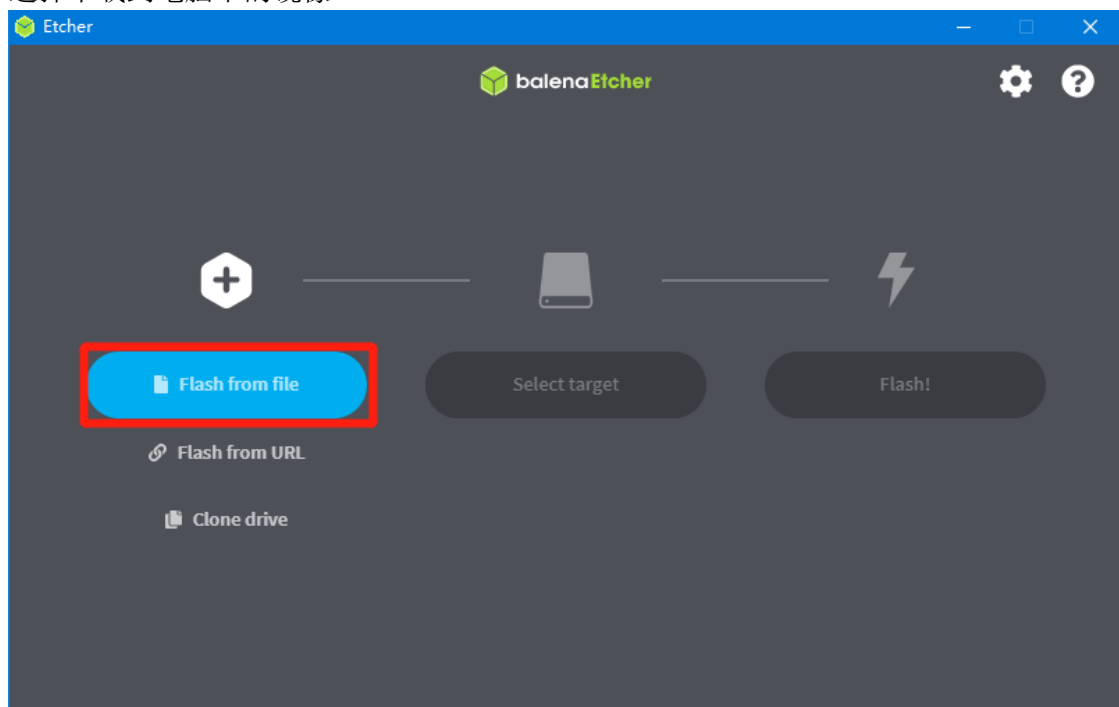 Etcher
balenaEtcher
Flash from file
Select target
Flash!
Flash from URL
Clone drive